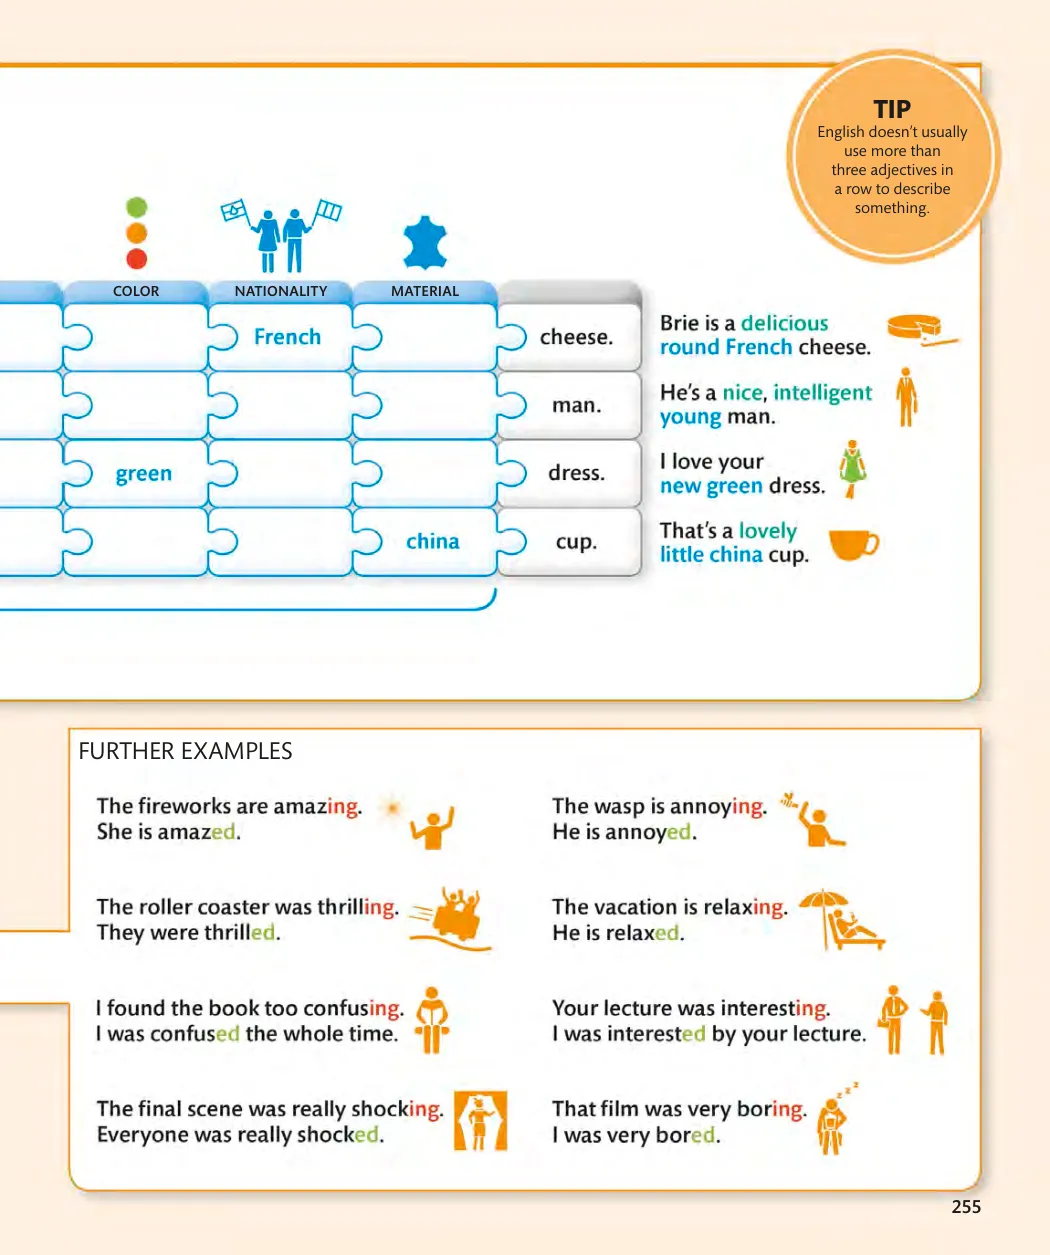 TIP
English doesn't usually
use more than
three adjectives in
a row to describe
something.
COLOR NATIONALITY MATERIAL
French cheese.
man.
green dress.
china cup.
Brie is a delicious
round French cheese.
He's a nice, intelligent
young man.
I love your
new green dress.
That's a lovely
little china cup.
FURTHER EXAMPLES
The fireworks are amazing.
She is amazed.
The wasp is annoying.
He is annoyed.
The roller coaster was thrilling.
They were thrilled.
The vacation is relaxing.
He is relaxed.
I found the book too confusing.
I was confused the whole time.
Your lecture was interesting.
I was interested by your lecture.
The final scene was really shocking.
Everyone was really shocked.
z z z
That film was very boring.
I was very bored.
255